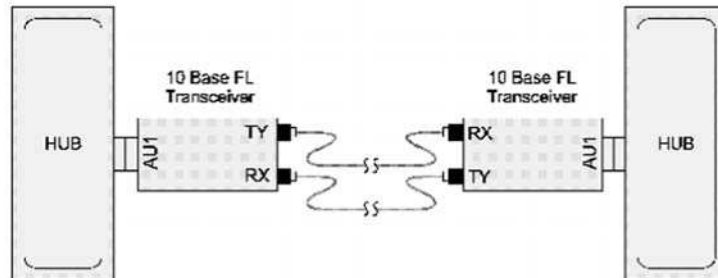 10 Base FL
Transceiver
10 Base FL
Transceiver
HUB
AU1
TY
RX
RX
TY
AU1
HUB